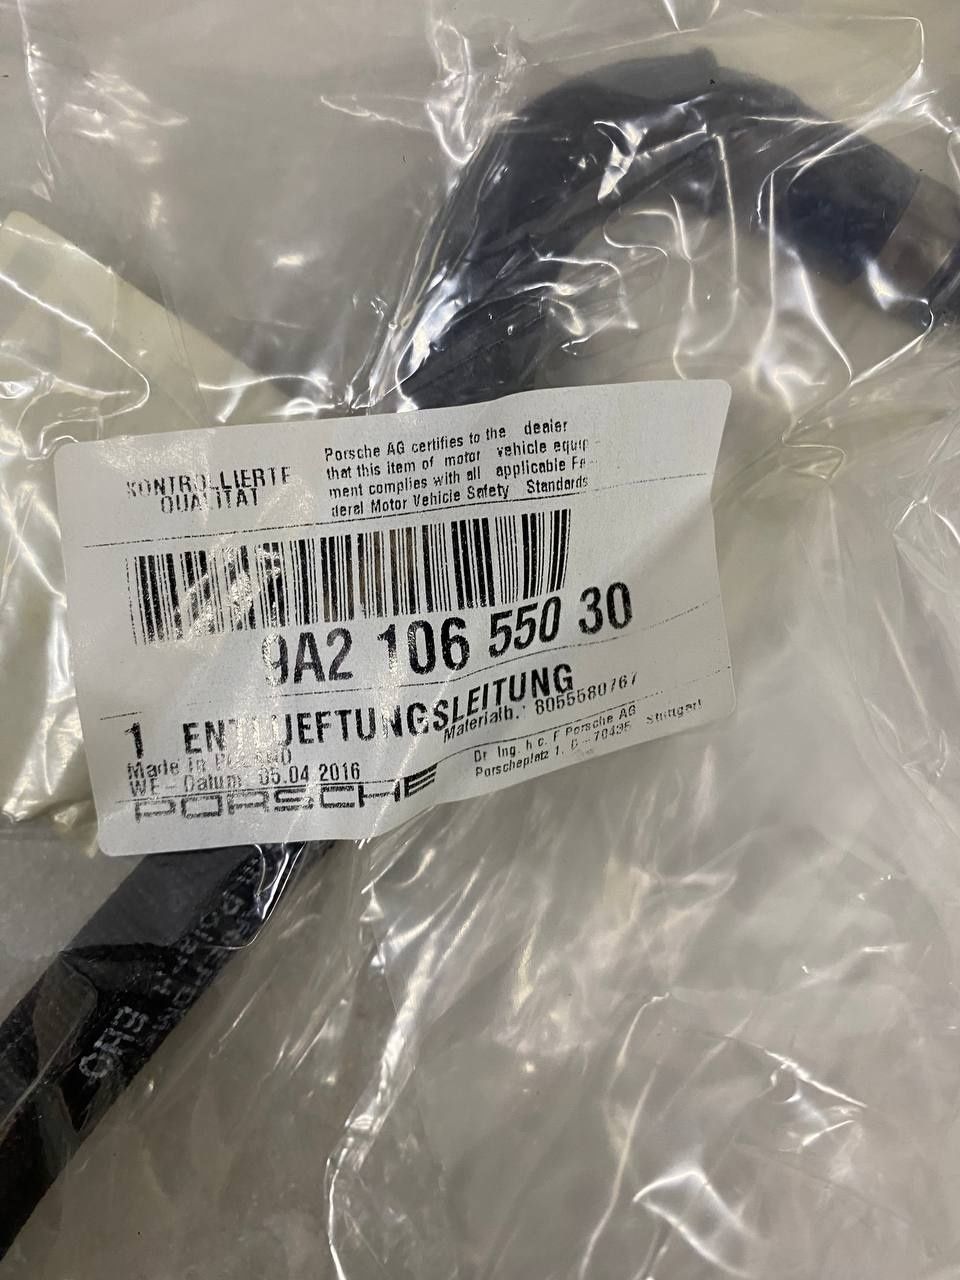 KONTROLLIERTE
QUALITAT
Porsche AG certifies to the dealer
that this item of motor vehicle equip-
ment complies with all applicable Fe-
deral Motor Vehicle Safety Standards
9A2 106 550 30
1 ENTLUEFTUNGSLEITUNG
Materialb.: 8055580767
Made in POLAND
WE-Datum 05.04 2016
Dr Ing. h c. F Porsche AG
Porscheplatz 1, D-70435 Stuttgart
PORSCHE
Poland